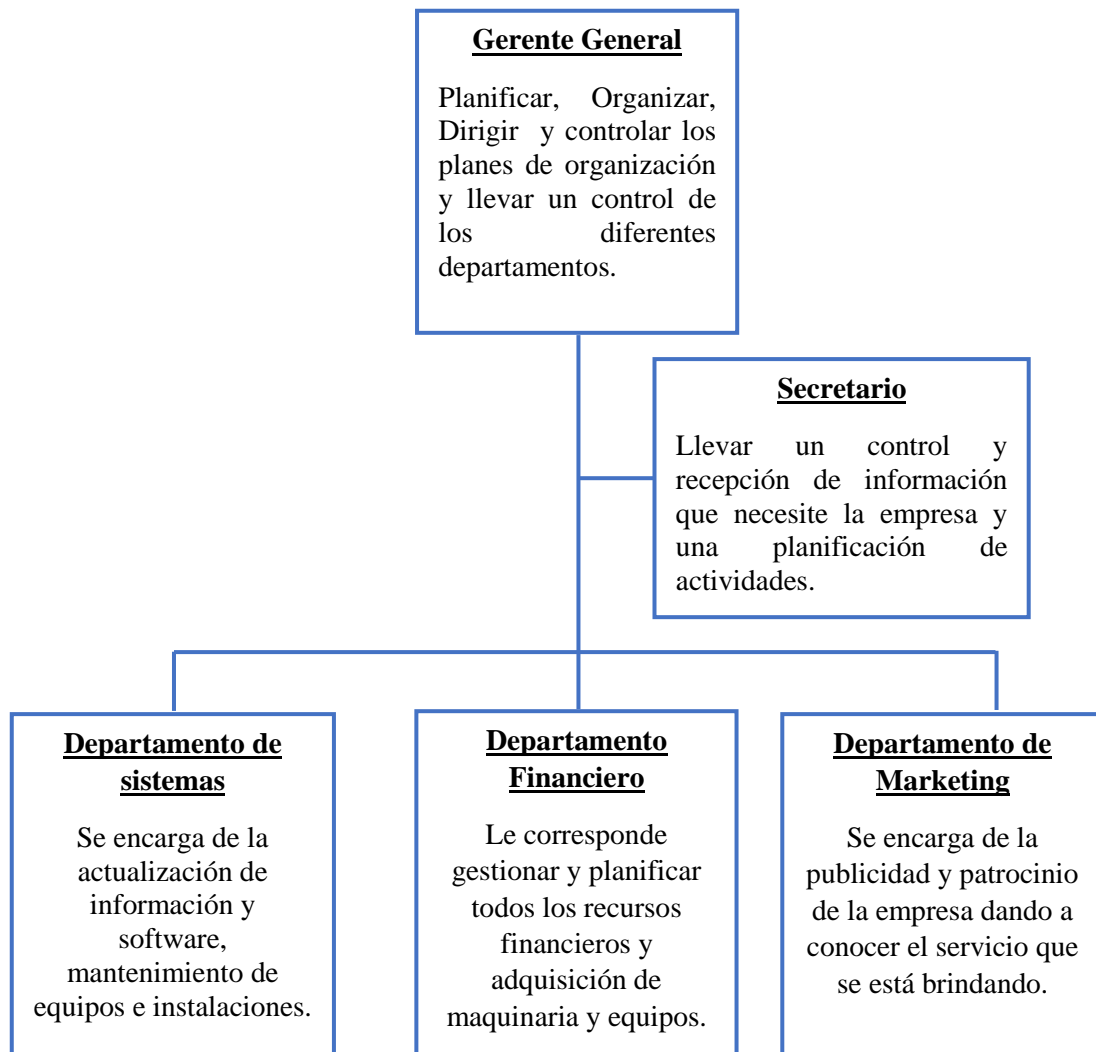 Gerente General
Planificar, Organizar,
Dirigir y controlar los
planes de organización
y llevar un control de
los diferentes
departamentos.
Secretario
Llevar un control y
recepción de información
que necesite la empresa y
una planificación de
actividades.
Departamento de
sistemas
Se encarga de la
actualización de
información y
software,
mantenimiento de
equipos e instalaciones.
Departamento
Financiero
Le corresponde
gestionar y planificar
todos los recursos
financieros y
adquisición de
maquinaria y equipos.
Departamento de
Marketing
Se encarga de la
publicidad y patrocinio
de la empresa dando a
conocer el servicio que
se está brindando.